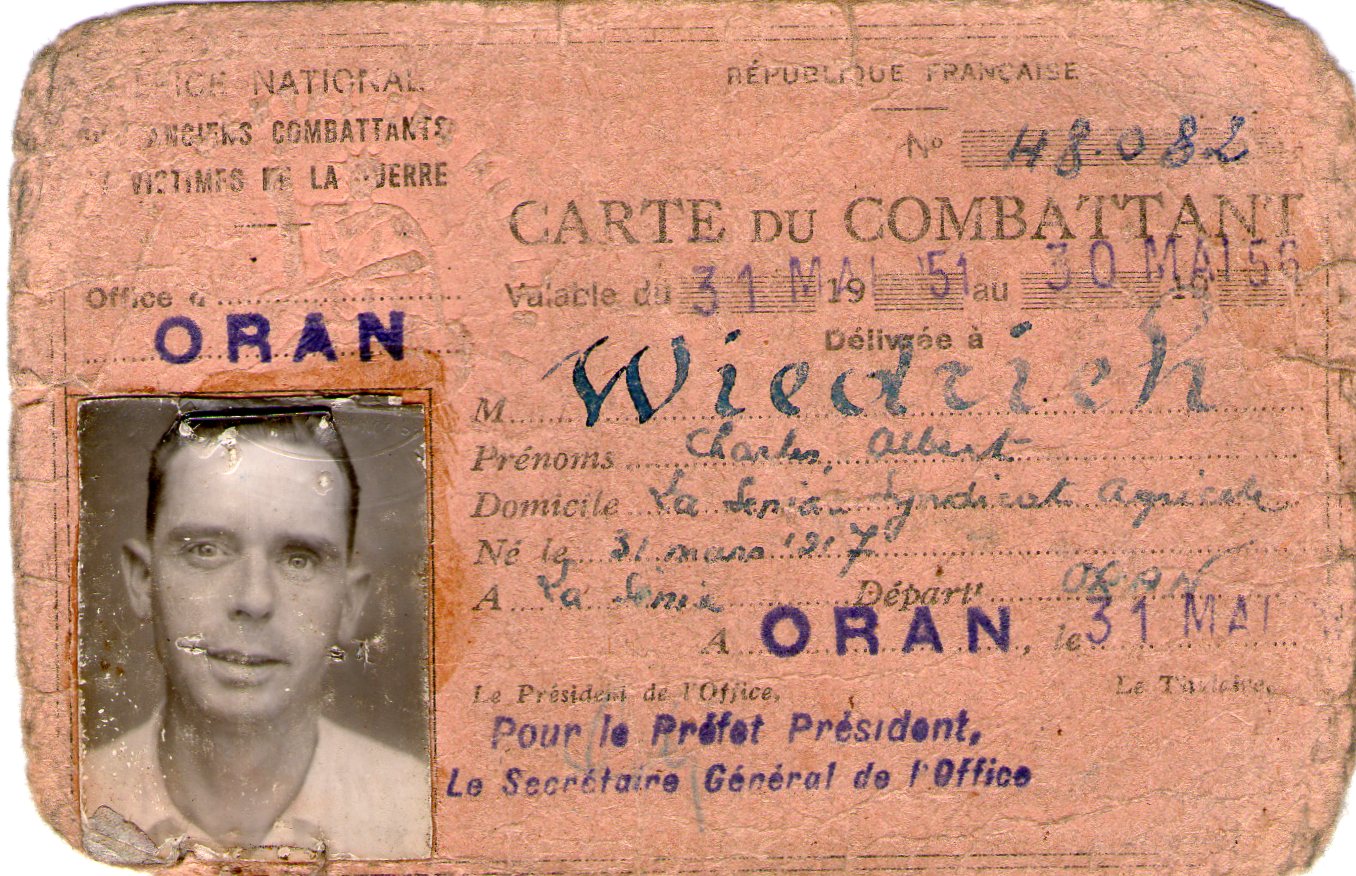 OFFICE NATIONAL
DES ANCIENS COMBATTANTS
ET VICTIMES DE LA GUERRE
Office d
ORAN
RÉPUBLIQUE FRANÇAISE
No 48.082
CARTE DU COMBATTANT
Valable du 31 MAI 1951 au 30 MAI 1956
Délivrée à
M. Wiedrich
Prénoms Charles, Albert
Domicile La Senia Syndicat Agricole
Né le 31 mars 1917
A La Senia Départt ORAN
A ORAN, le 31 MAI
Le Président de l'Office, Le Titulaire,
Pour le Préfet Président,
Le Secrétaire Général de l'Office